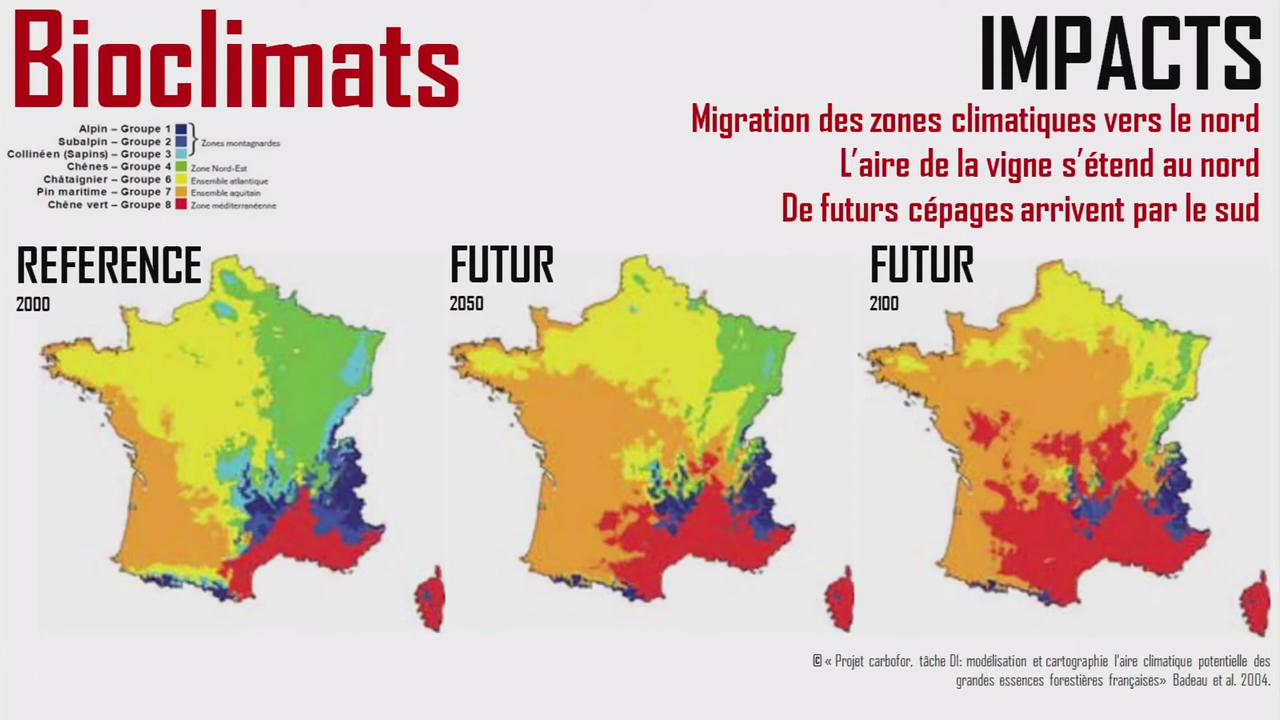 Bioclimats
IMPACTS
Migration des zones climatiques vers le nord
L'aire de la vigne s'étend au nord
De futurs cépages arrivent par le sud
Alpin – Groupe 1
Subalpin – Groupe 2
Collinéen (Sapins) – Groupe 3
Zones montagnardes
Chênes – Groupe 4 Zone Nord-Est
Châtaignier – Groupe 6 Ensemble atlantique
Pin maritime – Groupe 7 Ensemble aquitain
Chêne vert – Groupe 8 Zone méditerranéenne
REFERENCE
2000
FUTUR
2050
FUTUR
2100
© « Projet carbofor, tâche D1: modélisation et cartographie l'aire climatique potentielle des
grandes essences forestières françaises» Badeau et al. 2004.